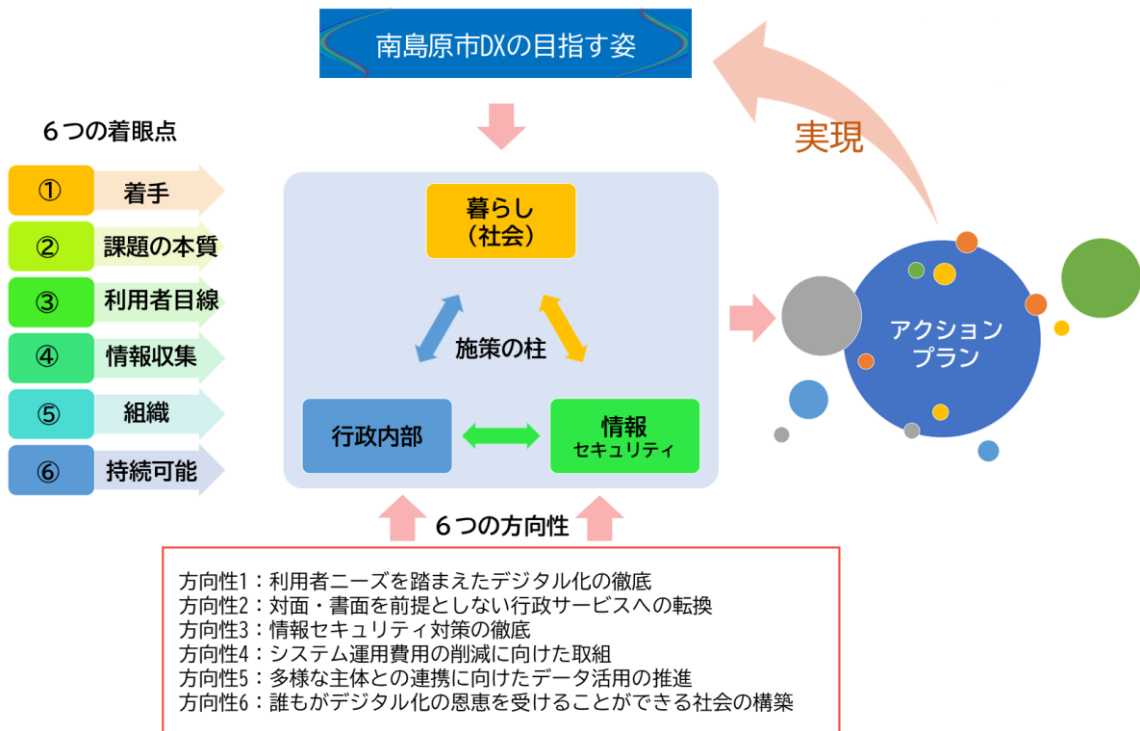 南島原市DXの目指す姿
実現
6つの着眼点
① 着手
② 課題の本質
③ 利用者目線
④ 情報収集
⑤ 組織
⑥ 持続可能
暮らし
（社会）
施策の柱
行政内部
情報
セキュリティ
アクション
プラン
6つの方向性
方向性1：利用者ニーズを踏まえたデジタル化の徹底
方向性2：対面・書面を前提としない行政サービスへの転換
方向性3：情報セキュリティ対策の徹底
方向性4：システム運用費用の削減に向けた取組
方向性5：多様な主体との連携に向けたデータ活用の推進
方向性6：誰もがデジタル化の恩恵を受けることができる社会の構築